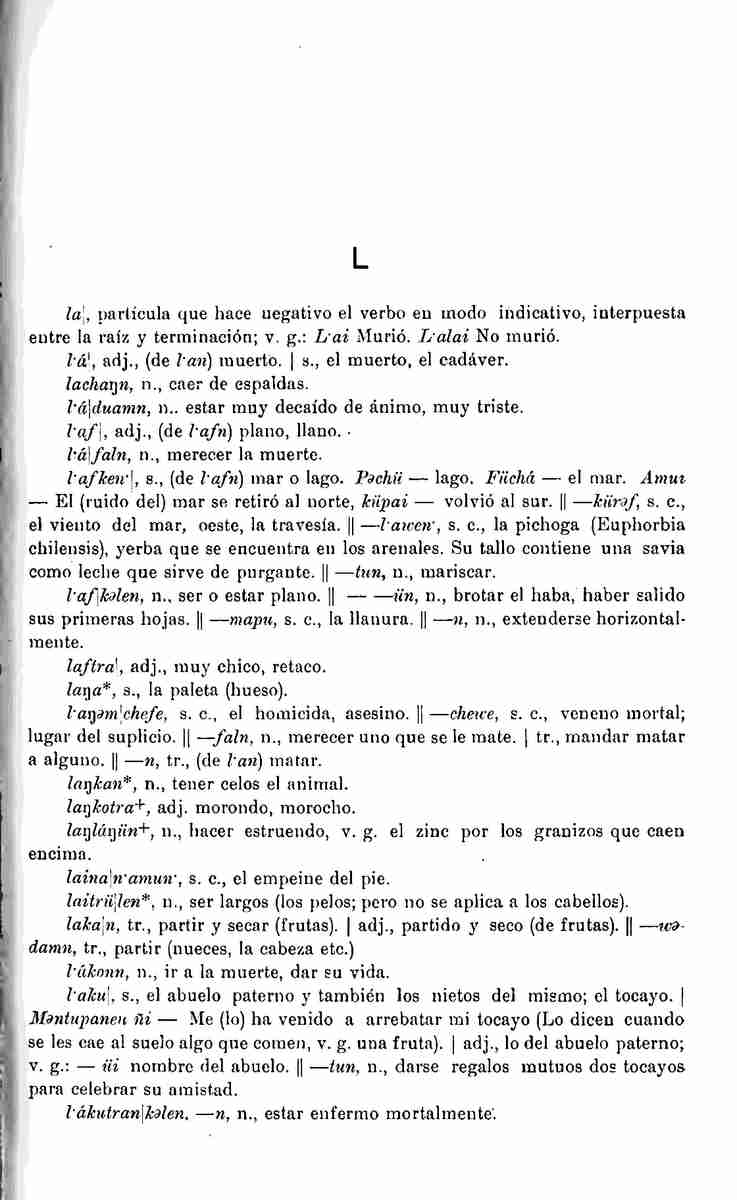 L
la|, partícula que hace negativo el verbo en modo indicativo, interpuesta
entre la raíz y terminación; v. g.: L·ai Murió. L·alai No murió.
l·á|, adj., (de l·an) muerto. | s., el muerto, el cadáver.
lachaŋn, n., caer de espaldas.
l·á|duamn, n.. estar muy decaído de ánimo, muy triste.
l·af|, adj., (de l·afn) plano, llano.
l·á|faln, n., merecer la muerte.
l·afken·|, s., (de l·afn) mar o lago. Pəchü — lago. Füchá — el mar. Amui
— El (ruido del) mar se retiró al norte, küpai — volvió al sur. || —kürəf, s. c.,
el viento del mar, oeste, la travesía. || —l·awen·, s. c., la pichoga (Euphorbia
chilensis), yerba que se encuentra en los arenales. Su tallo contiene una savia
como leche que sirve de purgante. || —tun, n., mariscar.
l·af|kəlen, n., ser o estar plano. || — —ün, n., brotar el haba, haber salido
sus primeras hojas. || —mapu, s. c., la llanura. || —n, n., extenderse horizontal-
mente.
laftra|, adj., muy chico, retaco.
laŋa*, s., la paleta (hueso).
l·aŋəm|chefe, s. c., el homicida, asesino. || —chewe, s. c., veneno mortal;
lugar del suplicio. || —faln, n., merecer uno que se le mate. | tr., mandar matar
a alguno. || —n, tr., (de l·an) matar.
laŋkan*, n., tener celos el animal.
laŋkotra+, adj. morondo, morocho.
laŋláŋün+, n., hacer estruendo, v. g. el zinc por los granizos que caen
encima.
laina|n·amun·, s. c., el empeine del pie.
laitrü|len*, n., ser largos (los pelos; pero no se aplica a los cabellos).
laka|n, tr., partir y secar (frutas). | adj., partido y seco (de frutas). || —wə-
damn, tr., partir (nueces, la cabeza etc.)
l·ákonn, n., ir a la muerte, dar su vida.
l·aku|, s., el abuelo paterno y también los nietos del mismo; el tocayo. |
Məntupaneu ñi — Me (lo) ha venido a arrebatar mi tocayo (Lo dicen cuando
se les cae al suelo algo que comen, v. g. una fruta). | adj., lo del abuelo paterno;
v. g.: — üi nombre del abuelo. || —tun, n., darse regalos mutuos dos tocayos
para celebrar su amistad.
l·ákutran|kəlen, —n, n., estar enfermo mortalmente.